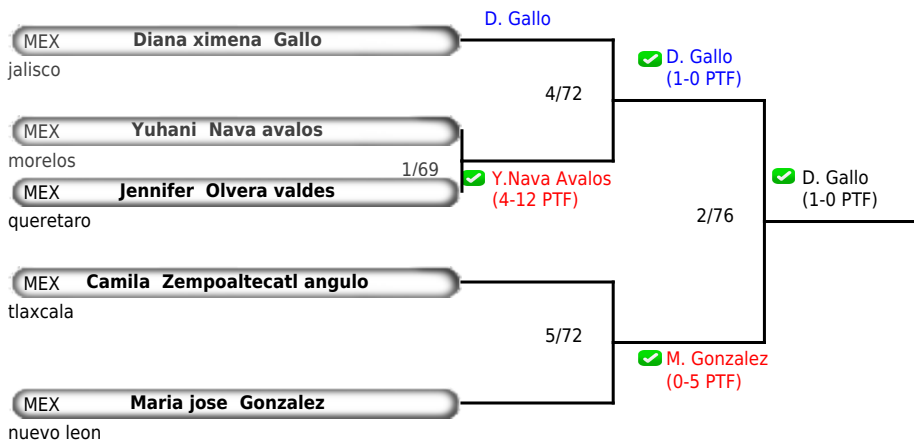 D. Gallo
MEX Diana ximena Gallo
jalisco
D. Gallo
(1-0 PTF)
4/72
MEX Yuhani Nava avalos
morelos
1/69
Y.Nava Avalos
(4-12 PTF)
MEX Jennifer Olvera valdes
queretaro
D. Gallo
(1-0 PTF)
2/76
MEX Camila Zempoaltecatl angulo
tlaxcala
5/72
M. Gonzalez
(0-5 PTF)
MEX Maria jose Gonzalez
nuevo leon